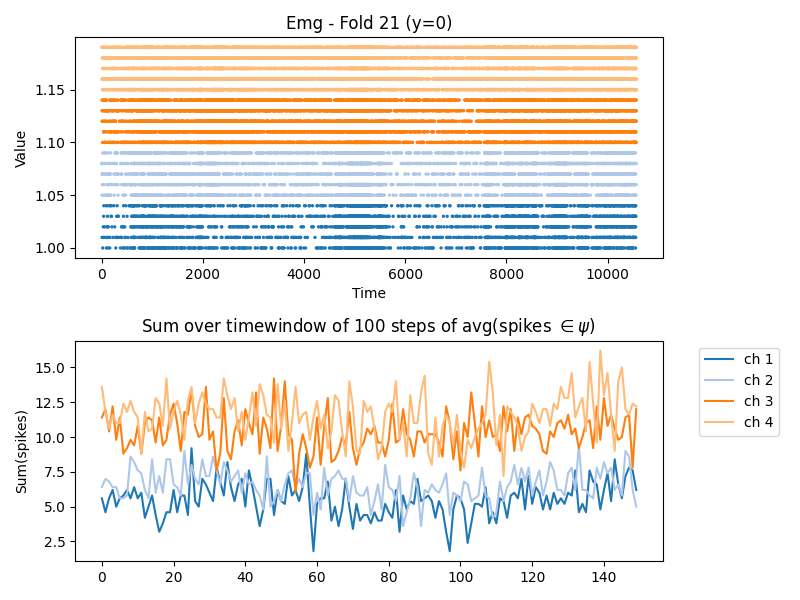 Emg - Fold 21 (y=0)
Value
1.15
1.10
1.05
1.00
0 2000 4000 6000 8000 10000
Time
Sum over timewindow of 100 steps of avg(spikes ∈ψ)
Sum(spikes)
15.0
12.5
10.0
7.5
5.0
2.5
0 20 40 60 80 100 120 140
ch 1
ch 2
ch 3
ch 4